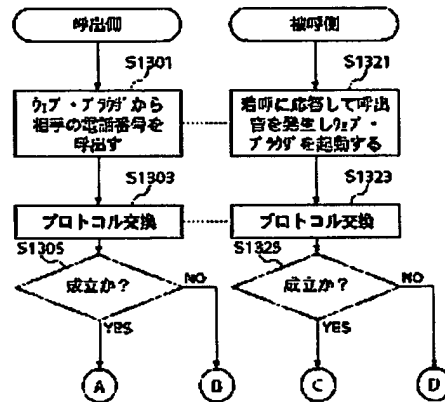 呼出側
被呼側
S1301
S1321
ウェブ・ブラウザから
相手の電話番号を
呼出す
着呼に応答して呼出
音を発生しウェブ・
ブラウザを起動する
S1303
S1323
プロトコル交換
プロトコル交換
S1305
S1325
成立か？
NO
成立か？
NO
YES
YES
A
B
C
D